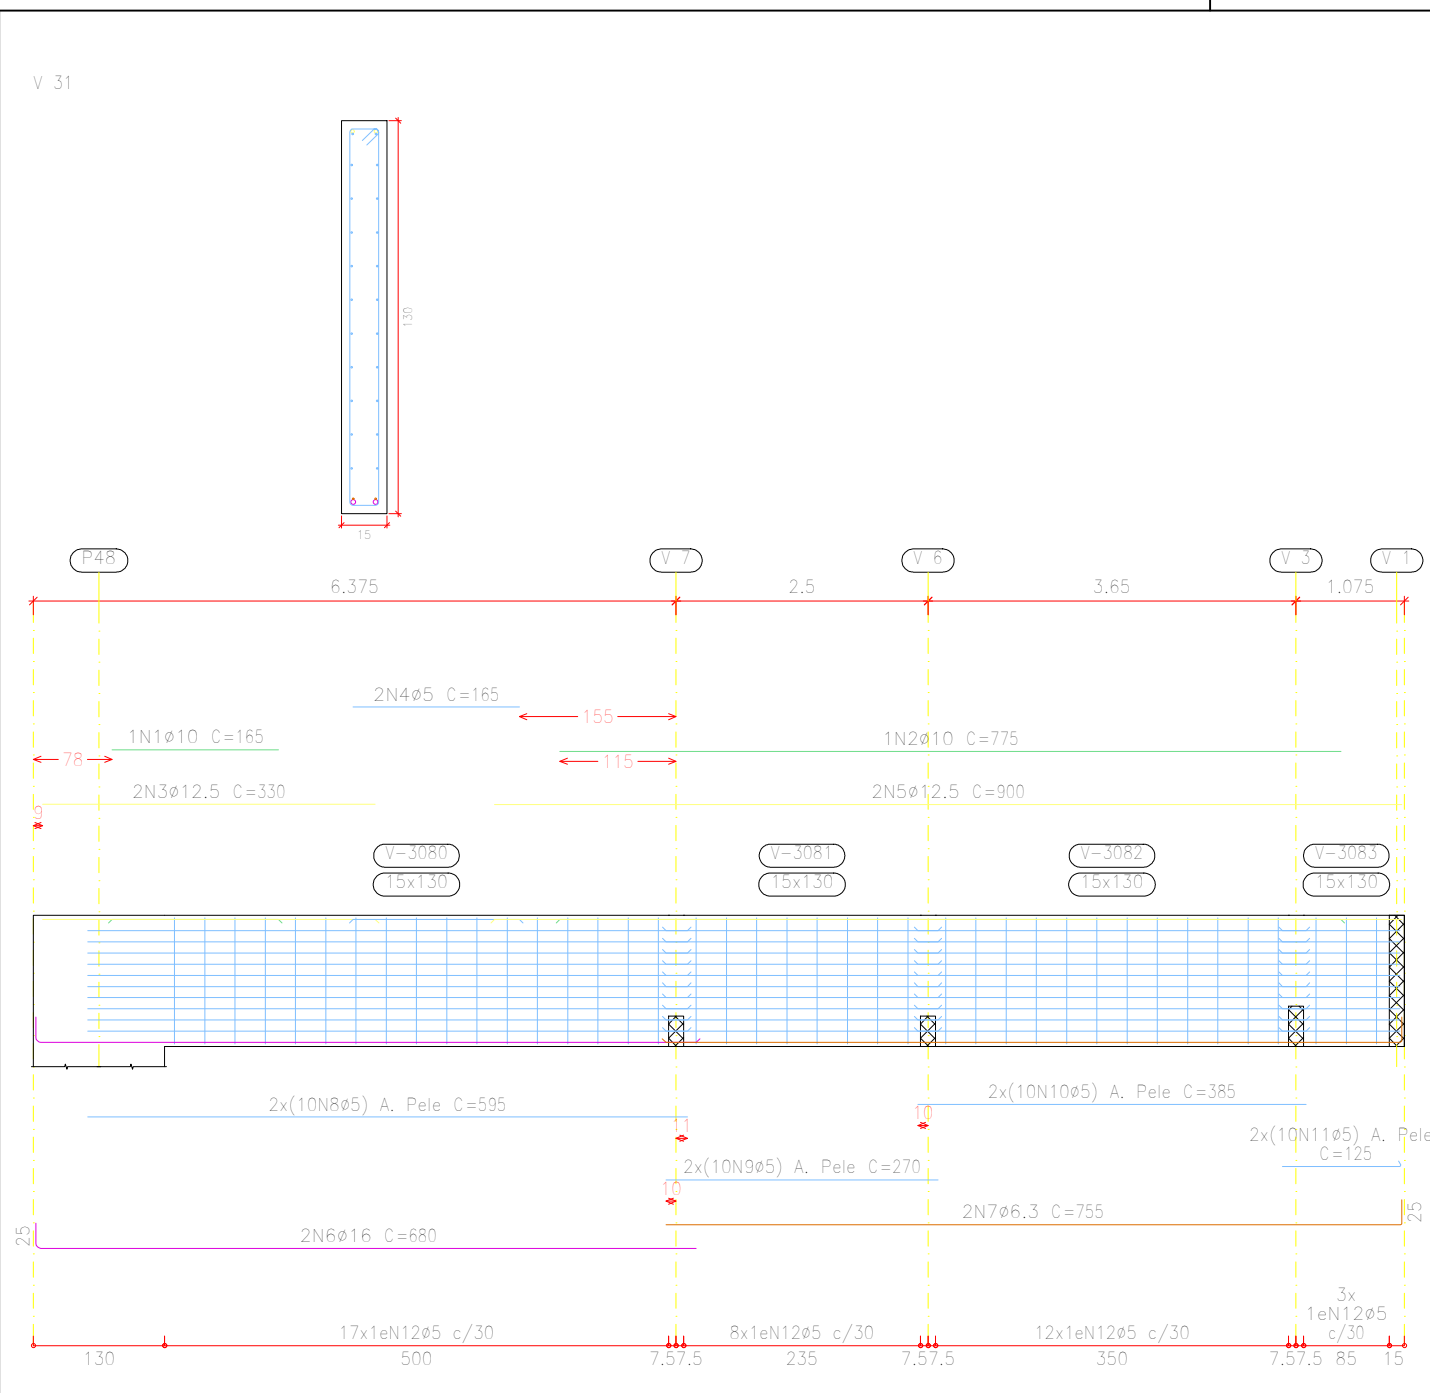 V 31
130
15
P48
V 7
V 6
V 3
V 1
6.375
2.5
3.65
1.075
2N4ø5 C=165
155
1N1ø10 C=165
1N2ø10 C=775
78
115
2N3ø12.5 C=330
2N5ø12.5 C=900
9
V-3080
V-3081
V-3082
V-3083
15x130
15x130
15x130
15x130
2x(10N8ø5) A. Pele C=595
2x(10N10ø5) A. Pele C=385
10
11
2x(10N11ø5) A. Pele
C=125
2x(10N9ø5) A. Pele C=270
10
2N7ø6.3 C=755
25
25
2N6ø16 C=680
3x
1eN12ø5
c/30
17x1eN12ø5 c/30
8x1eN12ø5 c/30
12x1eN12ø5 c/30
130
500
7.57.5
235
7.57.5
350
7.57.5
85
15